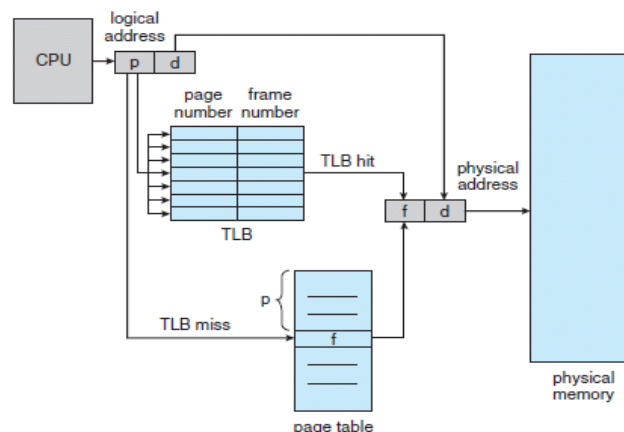 logical
address
CPU
p d
page frame
number number
TLB hit
physical
address
f d
TLB
p
TLB miss
f
physical
memory
page table